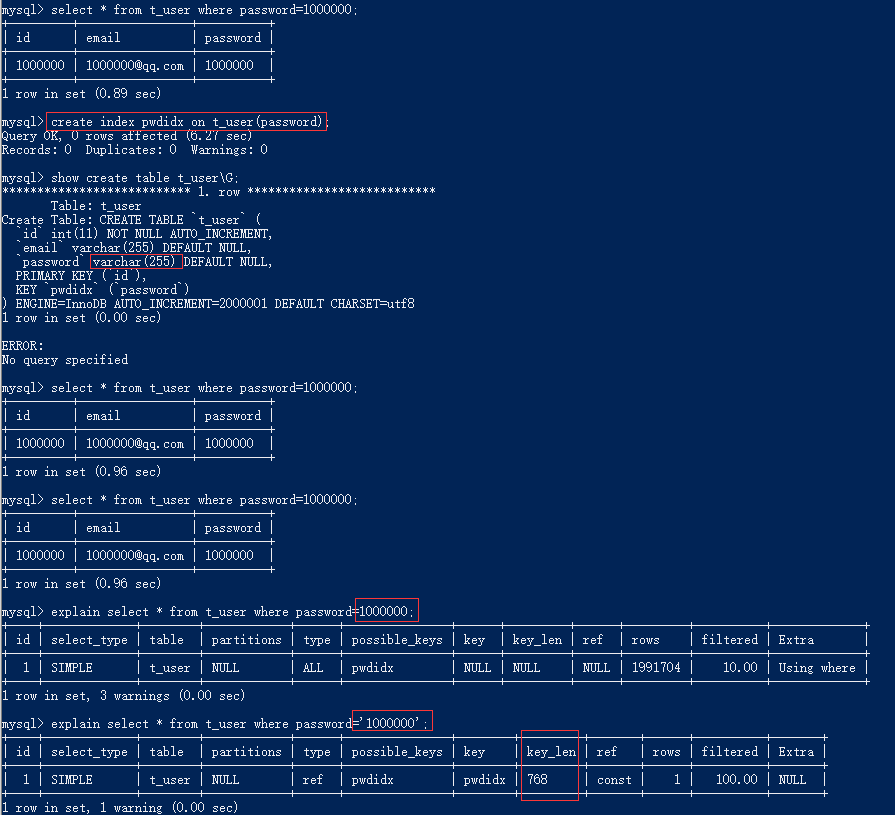 mysql> select * from t_user where password=1000000;
| id | email | password |
| 1000000 | 1000000@qq.com | 1000000 |
1 row in set (0.89 sec)
mysql> create index pwdidx on t_user(password);
Query OK, 0 rows affected (6.27 sec)
Records: 0  Duplicates: 0  Warnings: 0
mysql> show create table t_user\G;
*************************** 1. row ***************************
Table: t_user
Create Table: CREATE TABLE `t_user` (
`id` int(11) NOT NULL AUTO_INCREMENT,
`email` varchar(255) DEFAULT NULL,
`password` varchar(255) DEFAULT NULL,
PRIMARY KEY (`id`),
KEY `pwdidx` (`password`)
) ENGINE=InnoDB AUTO_INCREMENT=2000001 DEFAULT CHARSET=utf8
1 row in set (0.00 sec)
ERROR:
No query specified
mysql> select * from t_user where password=1000000;
| id | email | password |
| 1000000 | 1000000@qq.com | 1000000 |
1 row in set (0.96 sec)
mysql> select * from t_user where password=1000000;
| id | email | password |
| 1000000 | 1000000@qq.com | 1000000 |
1 row in set (0.96 sec)
mysql> explain select * from t_user where password=1000000;
| id | select_type | table | partitions | type | possible_keys | key | key_len | ref | rows | filtered | Extra |
| 1 | SIMPLE | t_user | NULL | ALL | pwdidx | NULL | NULL | NULL | 1991704 | 10.00 | Using where |
1 row in set, 3 warnings (0.00 sec)
mysql> explain select * from t_user where password='1000000';
| id | select_type | table | partitions | type | possible_keys | key | key_len | ref | rows | filtered | Extra |
| 1 | SIMPLE | t_user | NULL | ref | pwdidx | pwdidx | 768 | const | 1 | 100.00 | NULL |
1 row in set, 1 warning (0.00 sec)